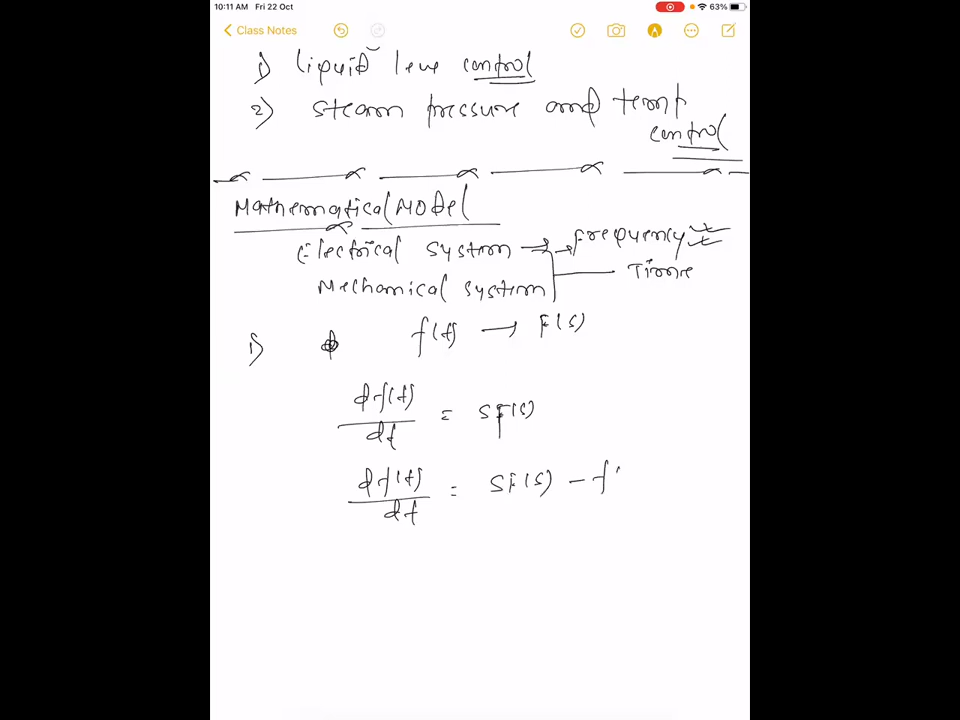 10:11 AM Fri 22 Oct 63%
Class Notes
1) liquid leve control
2) steam pressure and temp
control
Mathematical Model
Electrical system → → Frequency
Mechanical system Time
1) f(t) → F(s)
df(t)/dt = SF(s)
df(t)/dt = SF(s) - f'